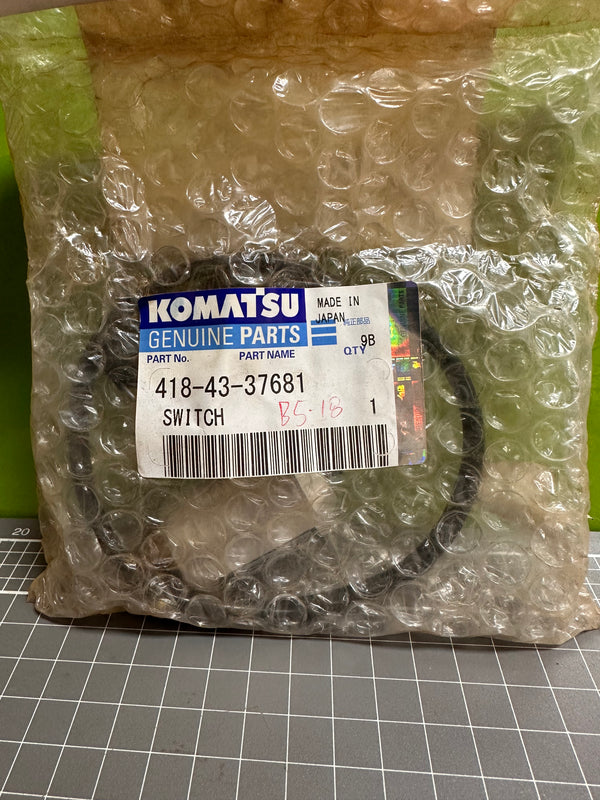 KOMATSU
MADE IN
JAPAN 純正部品
GENUINE PARTS
9B
PART No. PART NAME QTY
418-43-37681
SWITCH B5-18 1
20